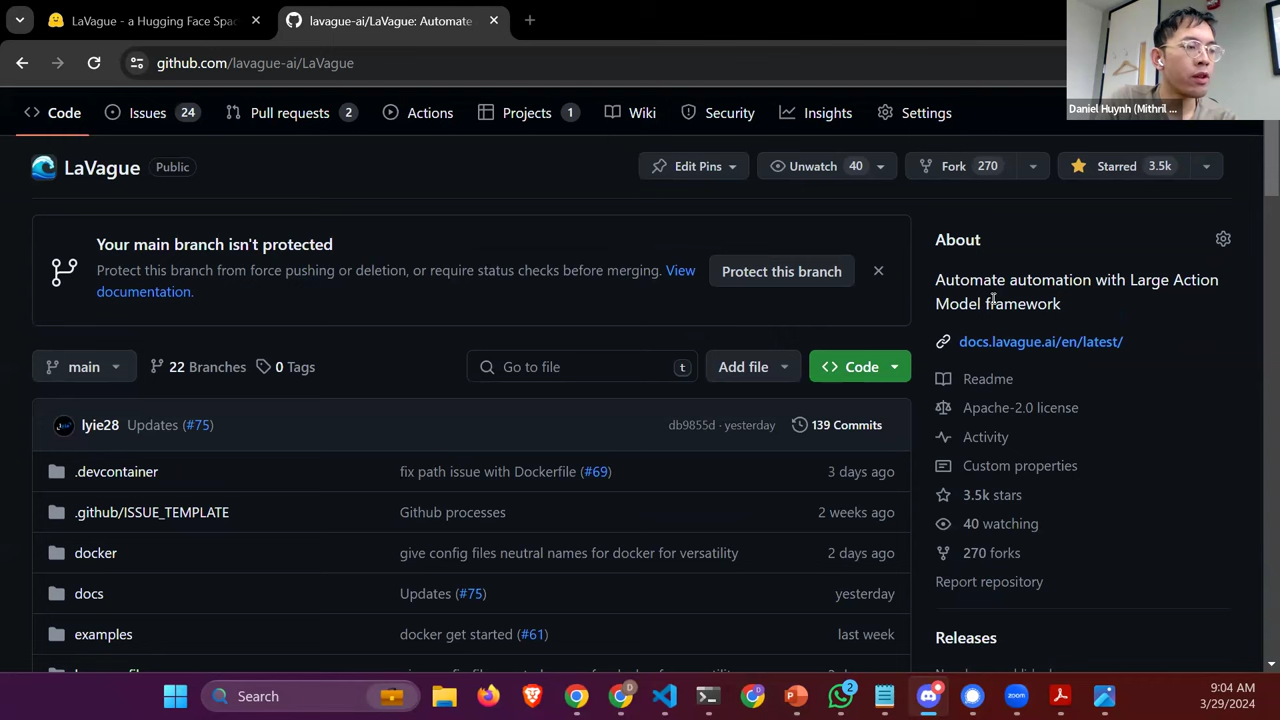 LaVague - a Hugging Face Spac
lavague-ai/LaVague: Automate
github.com/lavague-ai/LaVague
Daniel Huynh (Mithril ...
Code
Issues 24
Pull requests 2
Actions
Projects 1
Wiki
Security
Insights
Settings
LaVague Public
Edit Pins
Unwatch 40
Fork 270
Starred 3.5k
Your main branch isn't protected
Protect this branch from force pushing or deletion, or require status checks before merging. View
documentation.
Protect this branch
About
Automate automation with Large Action
Model framework
docs.lavague.ai/en/latest/
Readme
Apache-2.0 license
Activity
Custom properties
3.5k stars
40 watching
270 forks
Report repository
Releases
main
22 Branches
0 Tags
Go to file t
Add file
Code
lyie28 Updates (#75) db9855d · yesterday 139 Commits
.devcontainer fix path issue with Dockerfile (#69) 3 days ago
.github/ISSUE_TEMPLATE Github processes 2 weeks ago
docker give config files neutral names for docker for versatility 2 days ago
docs Updates (#75) yesterday
examples docker get started (#61) last week
Search
2
zoom
9:04 AM
3/29/2024